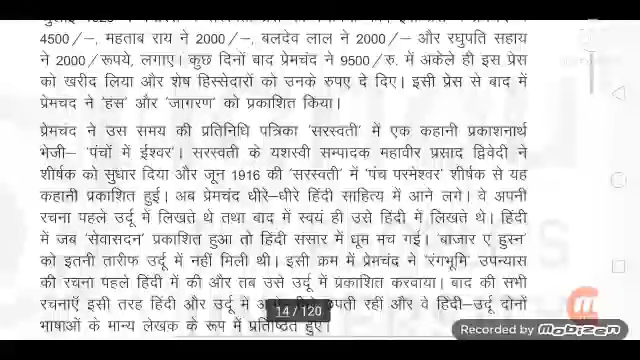 4500/–, महताब राय ने 2000/–, बलदेव लाल ने 2000/– और रघुपति सहाय
ने 2000/रूपये, लगाए। कुछ दिनों बाद प्रेमचंद ने 9500/रु. में अकेले ही इस प्रेस
को खरीद लिया और शेष हिस्सेदारों को उनके रुपए दे दिए। इसी प्रेस से बाद में
प्रेमचद ने 'हंस' और 'जागरण' को प्रकाशित किया।
प्रेमचंद ने उस समय की प्रतिनिधि पत्रिका 'सरस्वती' में एक कहानी प्रकाशनार्थ
भेजी– 'पंचों में ईश्वर'। सरस्वती के यशस्वी सम्पादक महावीर प्रसाद द्विवेदी ने
शीर्षक को सुधार दिया और जून 1916 की 'सरस्वती' में 'पंच परमेश्वर' शीर्षक से यह
कहानी प्रकाशित हुई। अब प्रेमचंद धीरे–धीरे हिंदी साहित्य में आने लगे। वे अपनी
रचना पहले उर्दू में लिखते थे तथा बाद में स्वयं ही उसे हिंदी में लिखते थे। हिंदी
में जब 'सेवासदन' प्रकाशित हुआ तो हिंदी संसार में धूम मच गई। 'बाजार ए हुस्न'
को इतनी तारीफ उर्दू में नहीं मिली थी। इसी क्रम में प्रेमचंद ने 'रंगभूमि' उपन्यास
की रचना पहले हिंदी में की और तब उसे उर्दू में प्रकाशित करवाया। बाद की सभी
रचनाएँ इसी तरह हिंदी और उर्दू में रहीं और वे हिंदी–उर्दू दोनों
14 / 120
भाषाओं के मान्य लेखक के रूप में प्रतिष्ठित हुए।
Recorded by mobizen